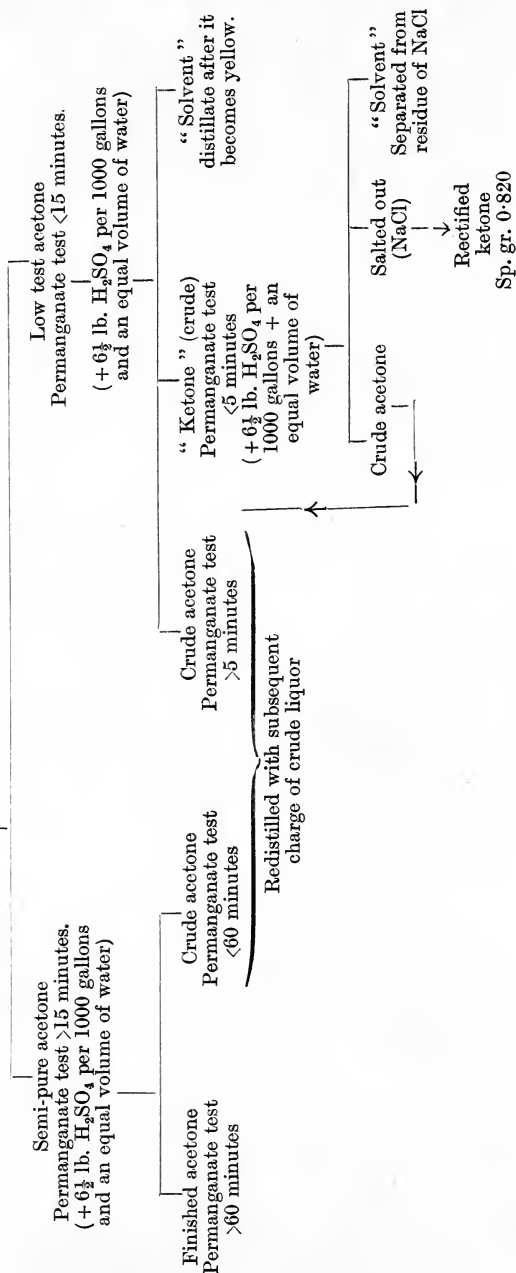 Semi-pure acetone
Permanganate test >15 minutes.
(+6½ lb. H₂SO₄ per 1000 gallons
and an equal volume of water)
Low test acetone
Permanganate test <15 minutes.
(+6½ lb. H₂SO₄ per 1000 gallons
and an equal volume of water)
Finished acetone
Permanganate test
>60 minutes
Crude acetone
Permanganate test
<60 minutes
Crude acetone
Permanganate test
>5 minutes
Redistilled with subsequent
charge of crude liquor
“ Ketone ” (crude)
Permanganate test
<5 minutes
(+6½ lb. H₂SO₄ per
1000 gallons + an
equal volume of
water)
“ Solvent ”
distillate after it
becomes yellow.
Crude acetone
Salted out
(NaCl)
Rectified
ketone
Sp. gr. 0·820
“ Solvent ”
Separated from
residue of NaCl